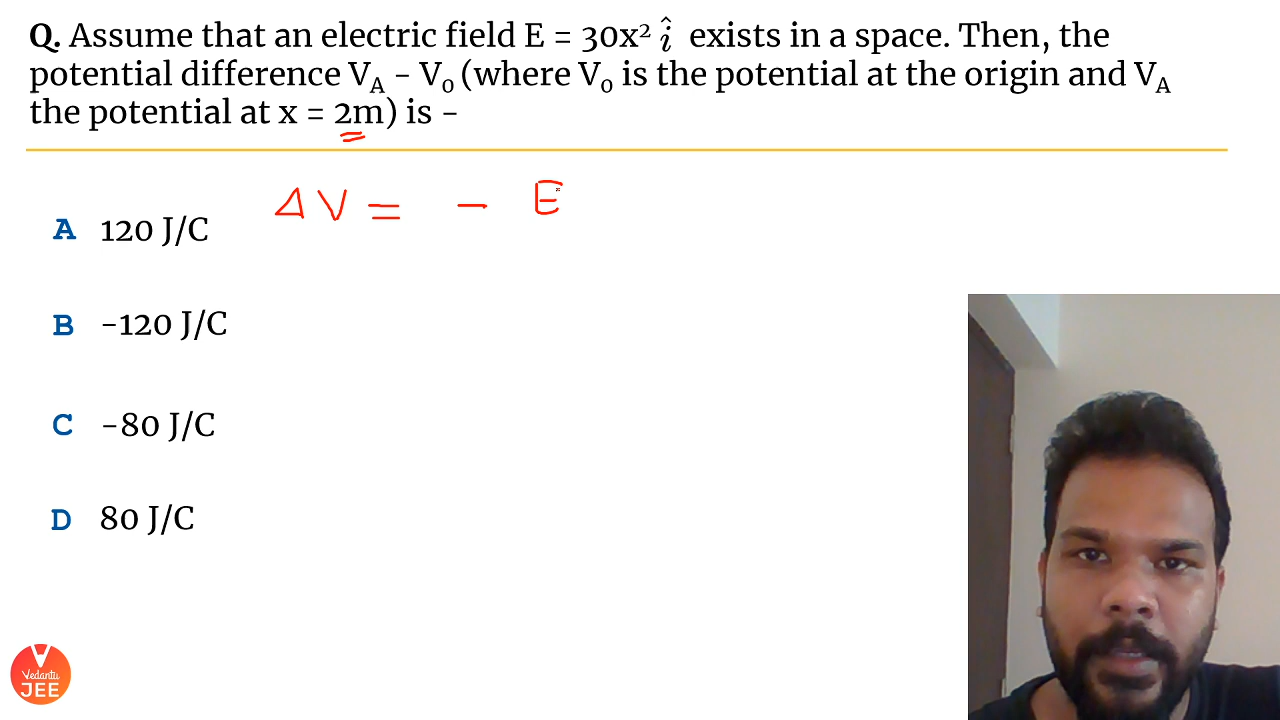 Q. Assume that an electric field E = 30x² î exists in a space. Then, the
potential difference V_A - V_0 (where V_0 is the potential at the origin and V_A
the potential at x = 2m) is -
ΔV = - E
A 120 J/C
B -120 J/C
C -80 J/C
D 80 J/C
Vedantu
JEE